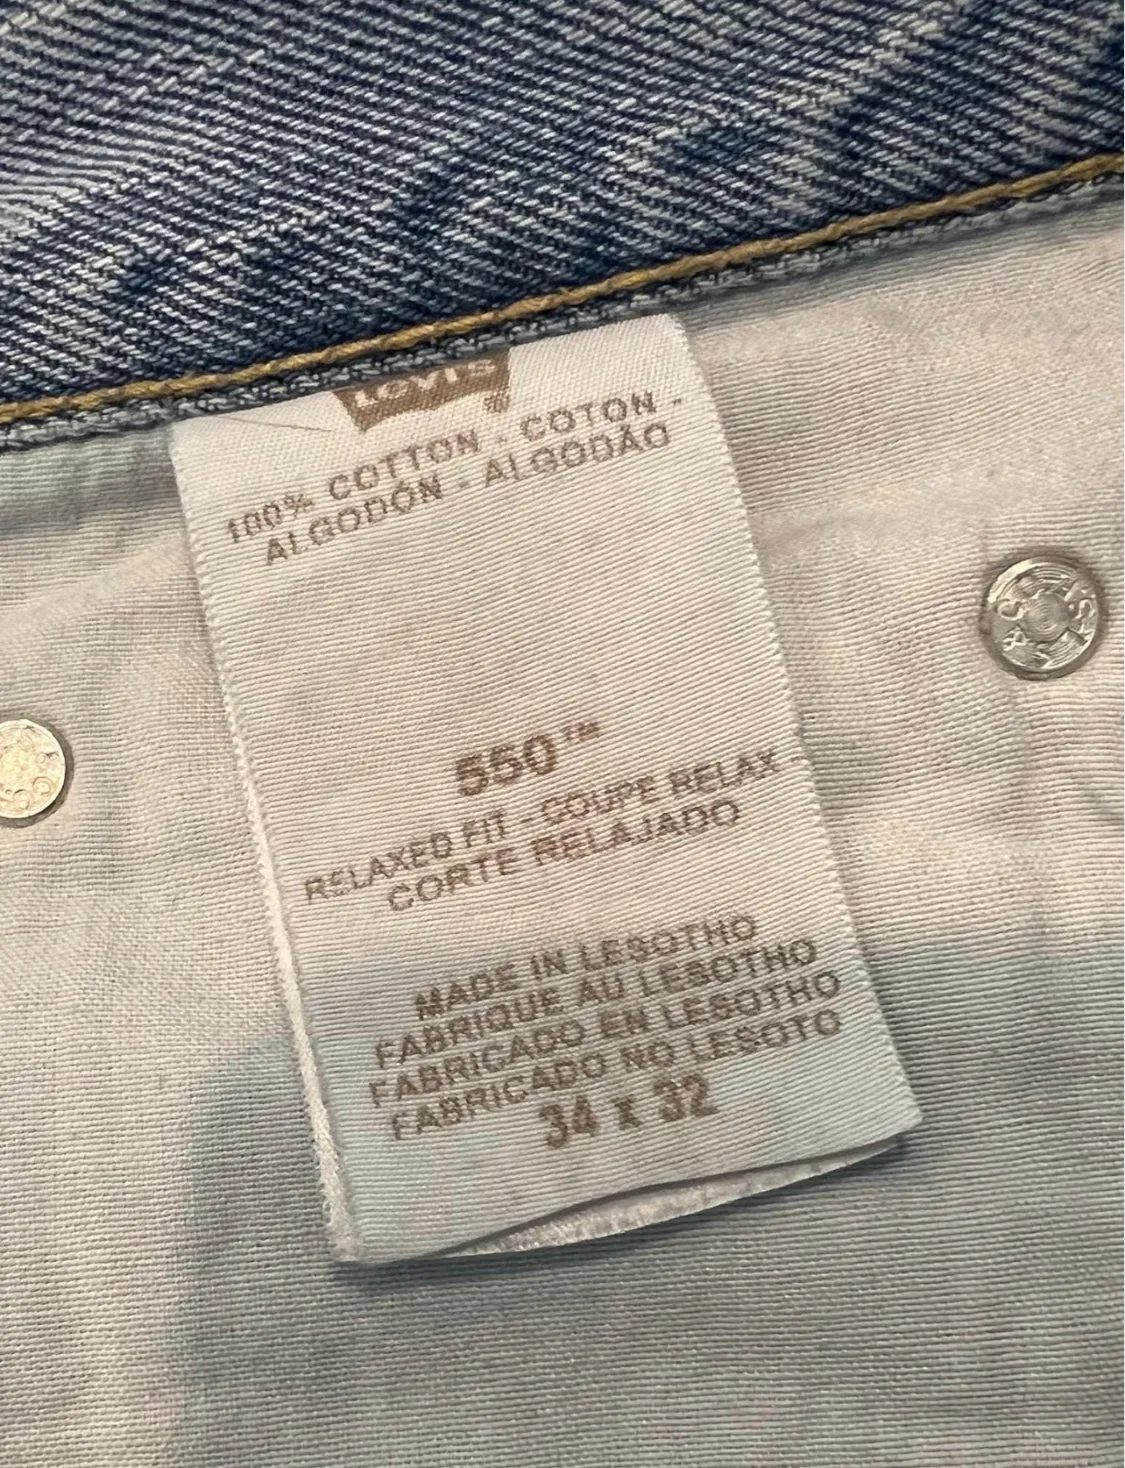 Levi's
100% COTTON - COTON -
ALGODÓN - ALGODÃO
550™
RELAXED FIT - COUPE RELAX -
CORTE RELAJADO
MADE IN LESOTHO
FABRIQUE AU LESOTHO
FABRICADO EN LESOTHO
FABRICADO NO LESOTO
34 x 32